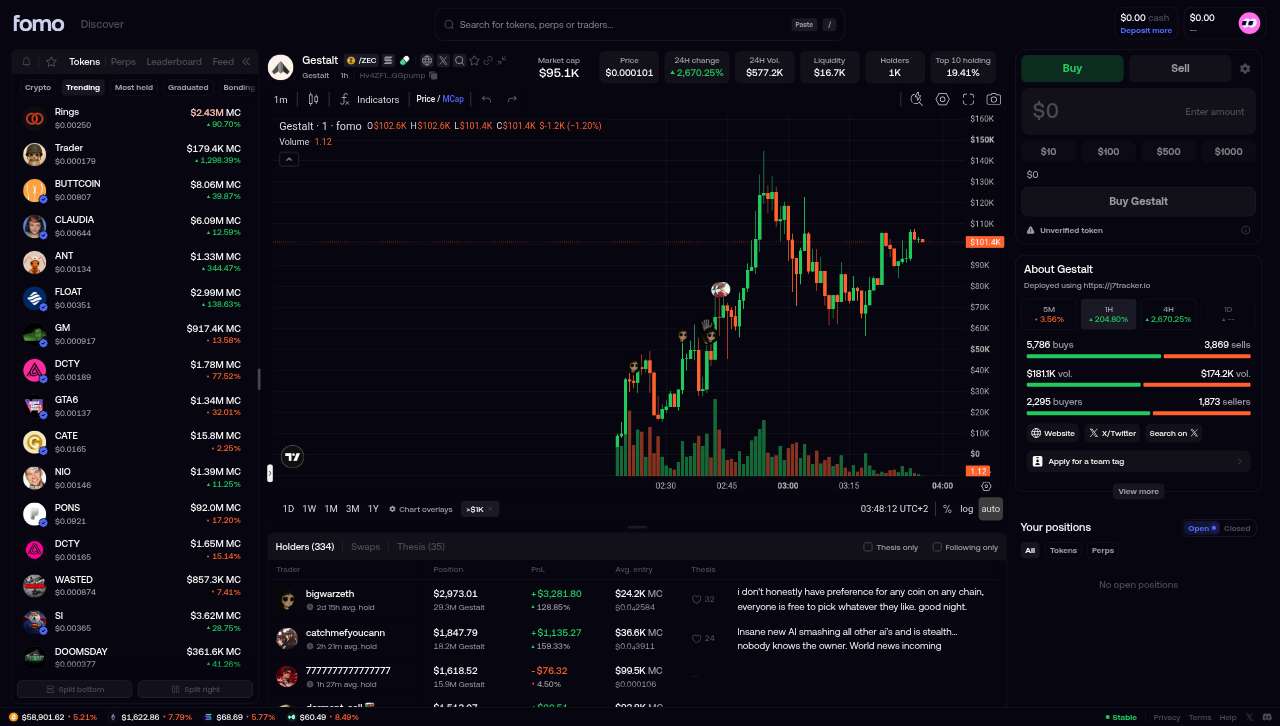 fomo
Discover
Search for tokens, perps or traders...
Paste
/
$0.00 cash
Deposit more
$0.00
—
Tokens Perps Leaderboard Feed
Crypto Trending Most held Graduated Bonding
Rings $2.43M MC
$0.00250 90.70%
Trader $179.4K MC
$0.000179 1,298.39%
BUTTCOIN $8.06M MC
$0.00807 39.87%
CLAUDIA $6.09M MC
$0.00644 12.59%
ANT $1.33M MC
$0.00134 344.47%
FLOAT $2.99M MC
$0.00351 138.63%
GM $917.4K MC
$0.000917 13.58%
DCTY $1.78M MC
$0.00189 77.52%
GTA6 $1.34M MC
$0.00137 32.01%
CATE $15.8M MC
$0.0165 2.25%
NIO $1.39M MC
$0.00146 11.25%
PONS $92.0M MC
$0.0921 17.20%
DCTY $1.65M MC
$0.00165 15.14%
WASTED $857.3K MC
$0.000874 7.41%
SI $3.62M MC
$0.00365 28.75%
DOOMSDAY $361.6K MC
$0.000377 41.26%
Split bottom
Split right
Gestalt /ZEC
Gestalt 1h Hv4ZF1...GGpump
Market cap
$95.1K
Price
$0.000101
24H change
2,670.25%
24H Vol.
$577.2K
Liquidity
$16.7K
Holders
1K
Top 10 holding
19.41%
1m
Indicators
Price / MCap
Gestalt · 1 · fomo O$102.6K H$102.6K L$101.4K C$101.4K $-1.2K (−1.20%)
Volume 1.12
$160K
$150K
$140K
$130K
$120K
$110K
$101.4K
$90K
$80K
$70K
$60K
$50K
$40K
$30K
$20K
$10K
$0
1.12
02:30 02:45 03:00 03:15 04:00
1D 1W 1M 3M 1Y Chart overlays >$1K
03:48:12 UTC+2 % log auto
Holders (334) Swaps Thesis (35)
Thesis only Following only
Trader Position PnL Avg. entry Thesis
bigwarzeth $2,973.01 +$3,281.80 $24.2K MC
2d 15h avg. hold 29.3M Gestalt 128.85% $0.0₄2584
32
i don't honestly have preference for any coin on any chain,
everyone is free to pick whatever they like. good night.
catchmefyoucann $1,847.79 +$1,135.27 $36.6K MC
2h 21m avg. hold 18.2M Gestalt 159.33% $0.0₄3911
24
Insane new AI smashing all other ai's and is stealth...
nobody knows the owner. World news incoming
7777777777777777 $1,618.52 -$76.32 $99.5K MC
1h 27m avg. hold 15.9M Gestalt 4.50% $0.000106
Buy Sell
$0 Enter amount
$10 $100 $500 $1000
$0
Buy Gestalt
Unverified token
About Gestalt
Deployed using https://j7tracker.io
5M
3.56%
1H
204.80%
4H
2,670.25%
1D
--
5,786 buys 3,869 sells
$181.1K vol. $174.2K vol.
2,295 buyers 1,873 sellers
Website X/Twitter Search on X
Apply for a team tag
View more
Your positions
Open Closed
All Tokens Perps
No open positions
$58,901.62 5.21% $1,622.86 7.79% $68.69 5.77% $60.49 8.49%
Stable Privacy Terms Help